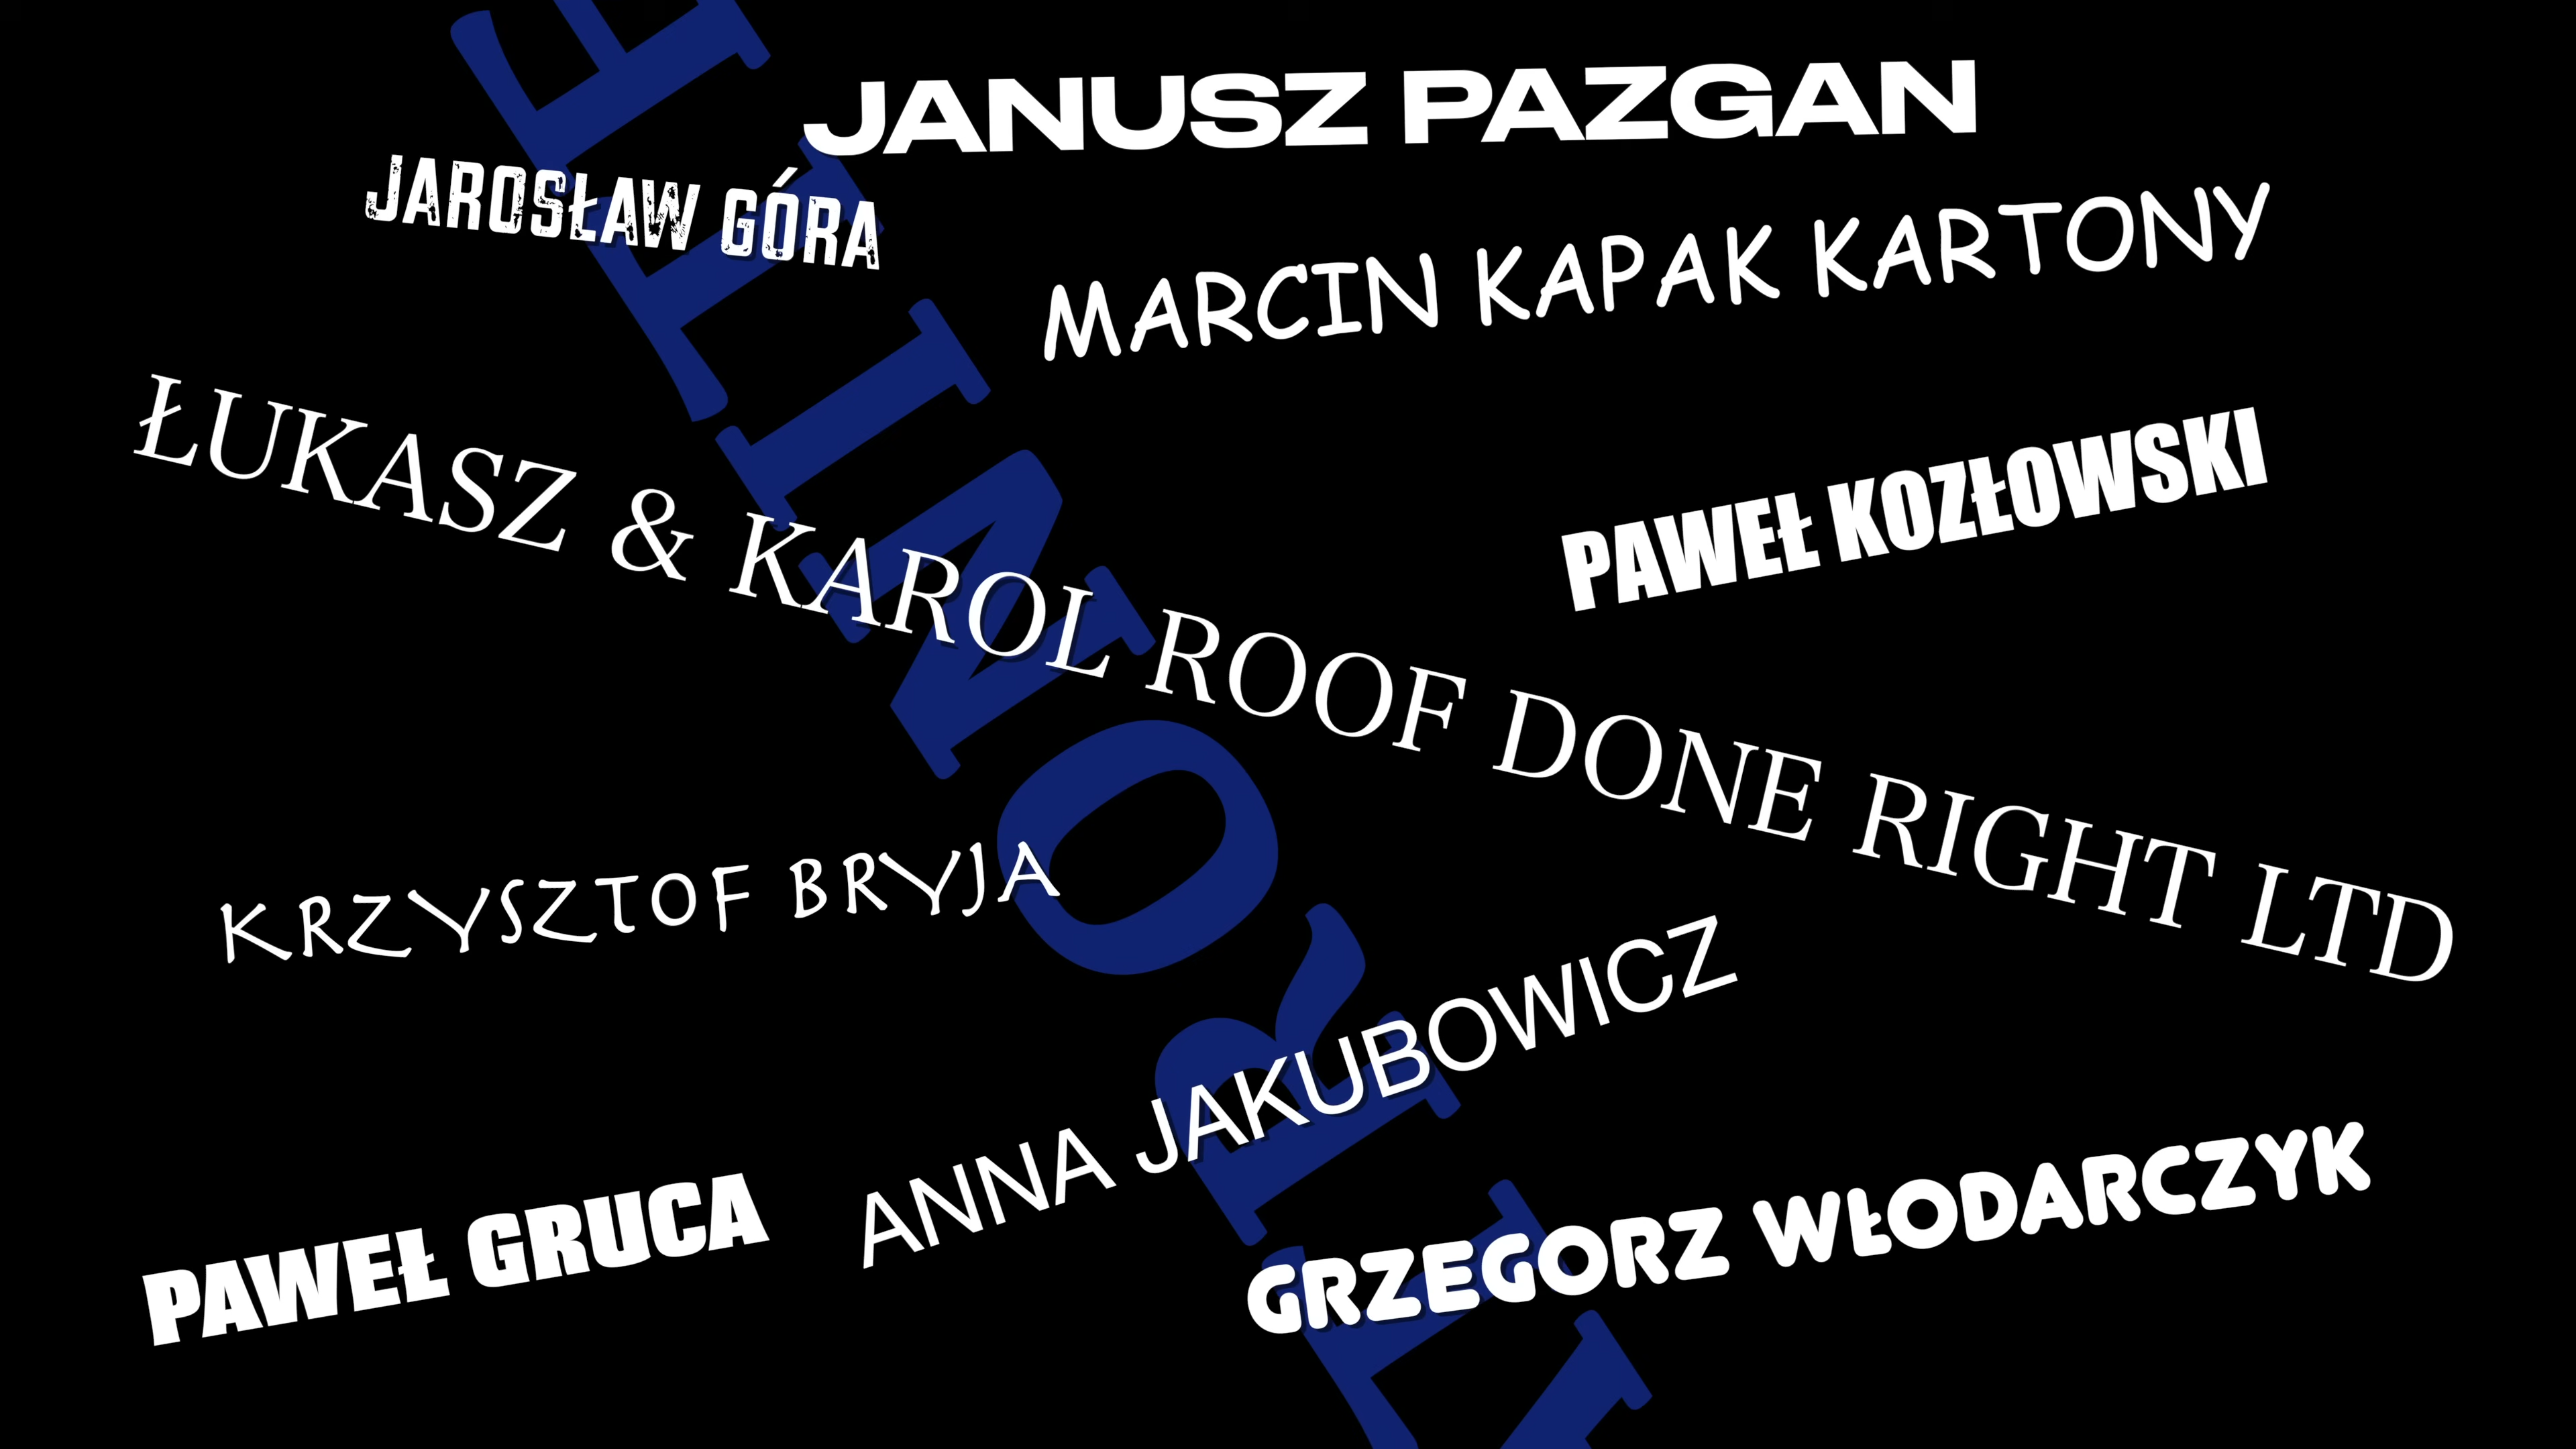 JANUSZ PAZGAN
JAROSŁAW GÓRA
MARCIN KAPAK KARTONY
ŁUKASZ & KAROL ROOF DONE RIGHT LTD
PAWEŁ KOZŁOWSKI
KRZYSZTOF BRYJA
ANNA JAKUBOWICZ
PAWEŁ GRUCA
GRZEGORZ WŁODARCZYK